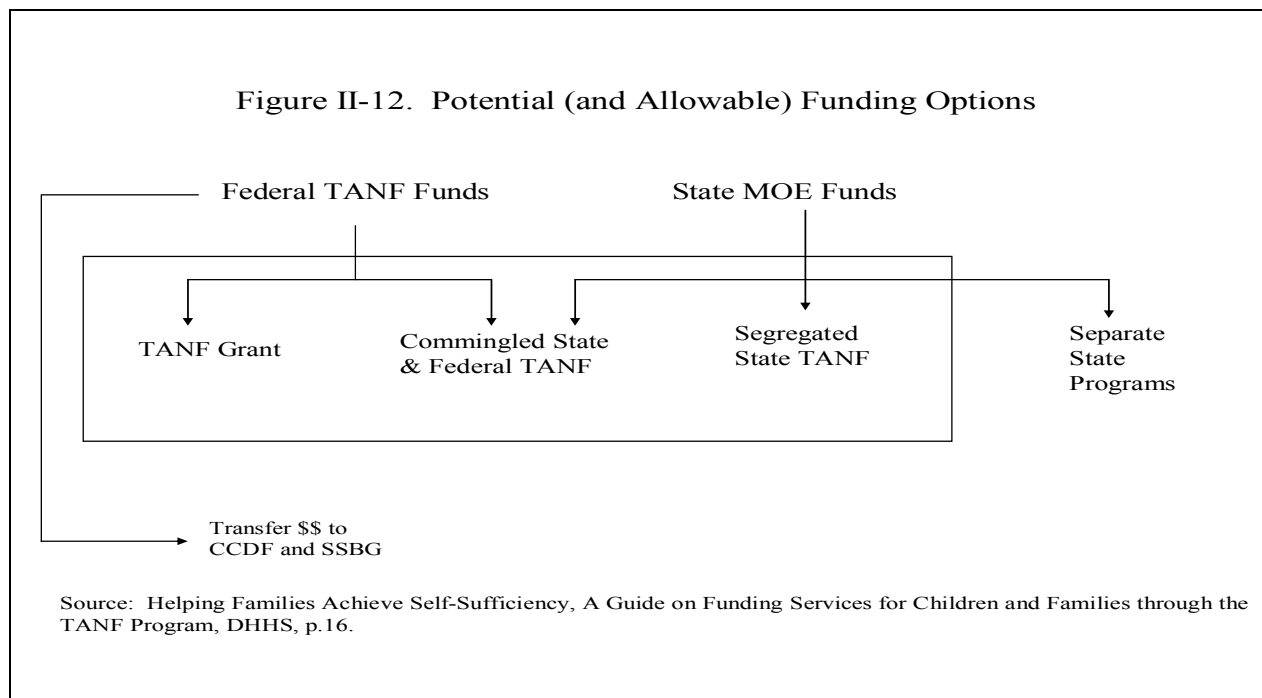 Figure II-12. Potential (and Allowable) Funding Options
Federal TANF Funds
State MOE Funds
TANF Grant
Commingled State
& Federal TANF
Segregated
State TANF
Separate
State
Programs
Transfer $$ to
CCDF and SSBG
Source: Helping Families Achieve Self-Sufficiency, A Guide on Funding Services for Children and Families through the
TANF Program, DHHS, p.16.